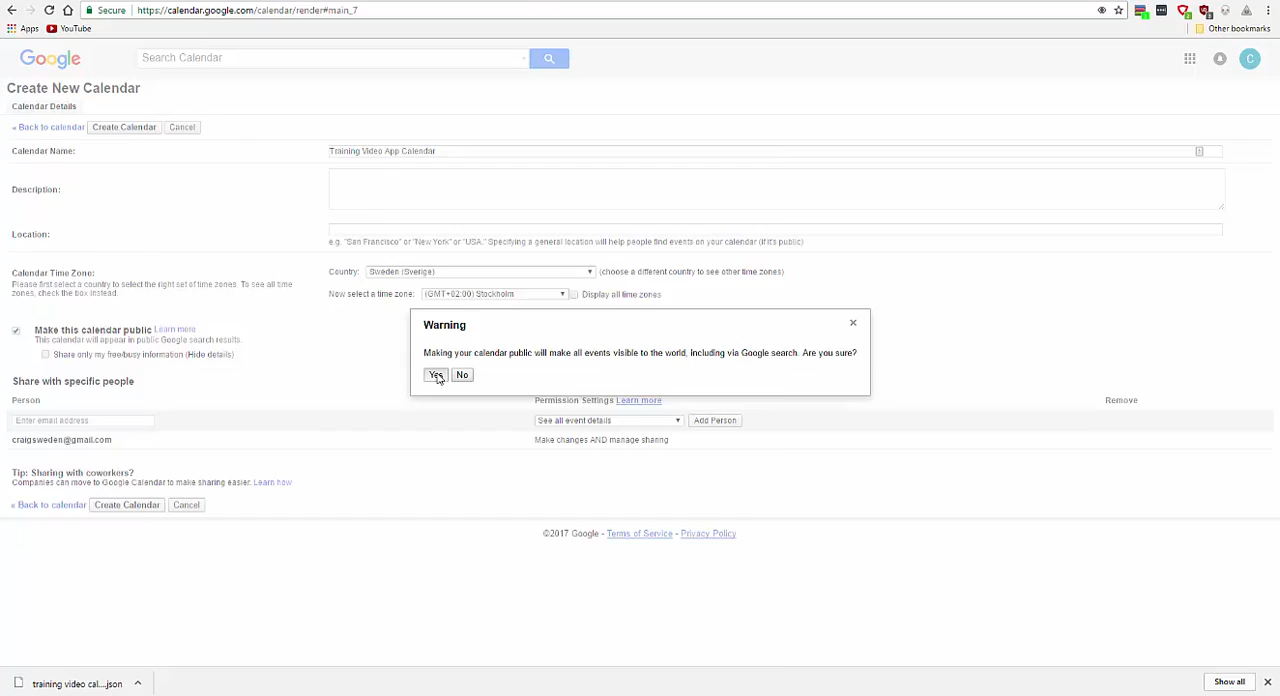 Secure
https://calendar.google.com/calendar/render#main_7
Apps
YouTube
Other bookmarks
Google
Search Calendar
C
Create New Calendar
Calendar Details
« Back to calendar
Create Calendar
Cancel
Calendar Name:
Training Video App Calendar
Description:
Location:
e.g. "San Francisco" or "New York" or "USA." Specifying a general location will help people find events on your calendar (if it's public)
Calendar Time Zone:
Please first select a country to select the right set of time zones. To see all time
zones, check the box instead.
Country:
Sweden (Sverige)
(choose a different country to see other time zones)
Now select a time zone:
(GMT+02:00) Stockholm
Display all time zones
Make this calendar public Learn more
This calendar will appear in public Google search results.
Share only my free/busy information (Hide details)
Warning
Making your calendar public will make all events visible to the world, including via Google search. Are you sure?
Yes
No
Share with specific people
Person
Permission Settings Learn more
Remove
Enter email address
See all event details
Add Person
craigsweden@gmail.com
Make changes AND manage sharing
Tip: Sharing with coworkers?
Companies can move to Google Calendar to make sharing easier. Learn how
« Back to calendar
Create Calendar
Cancel
©2017 Google - Terms of Service - Privacy Policy
training video cal....json
Show all